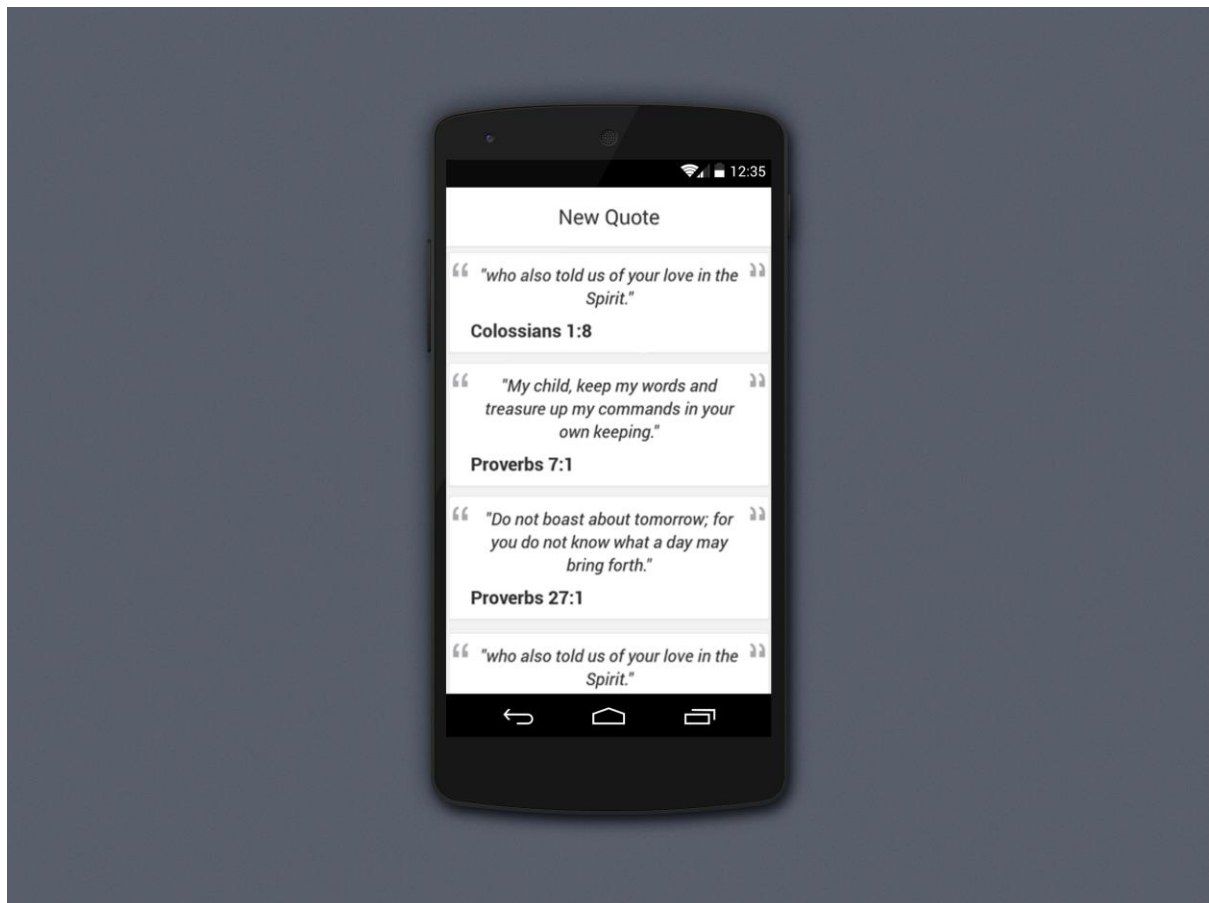 12:35
New Quote
“ "who also told us of your love in the ”
Spirit."
Colossians 1:8
“ "My child, keep my words and ”
treasure up my commands in your
own keeping."
Proverbs 7:1
“ "Do not boast about tomorrow; for ”
you do not know what a day may
bring forth."
Proverbs 27:1
“ "who also told us of your love in the ”
Spirit."